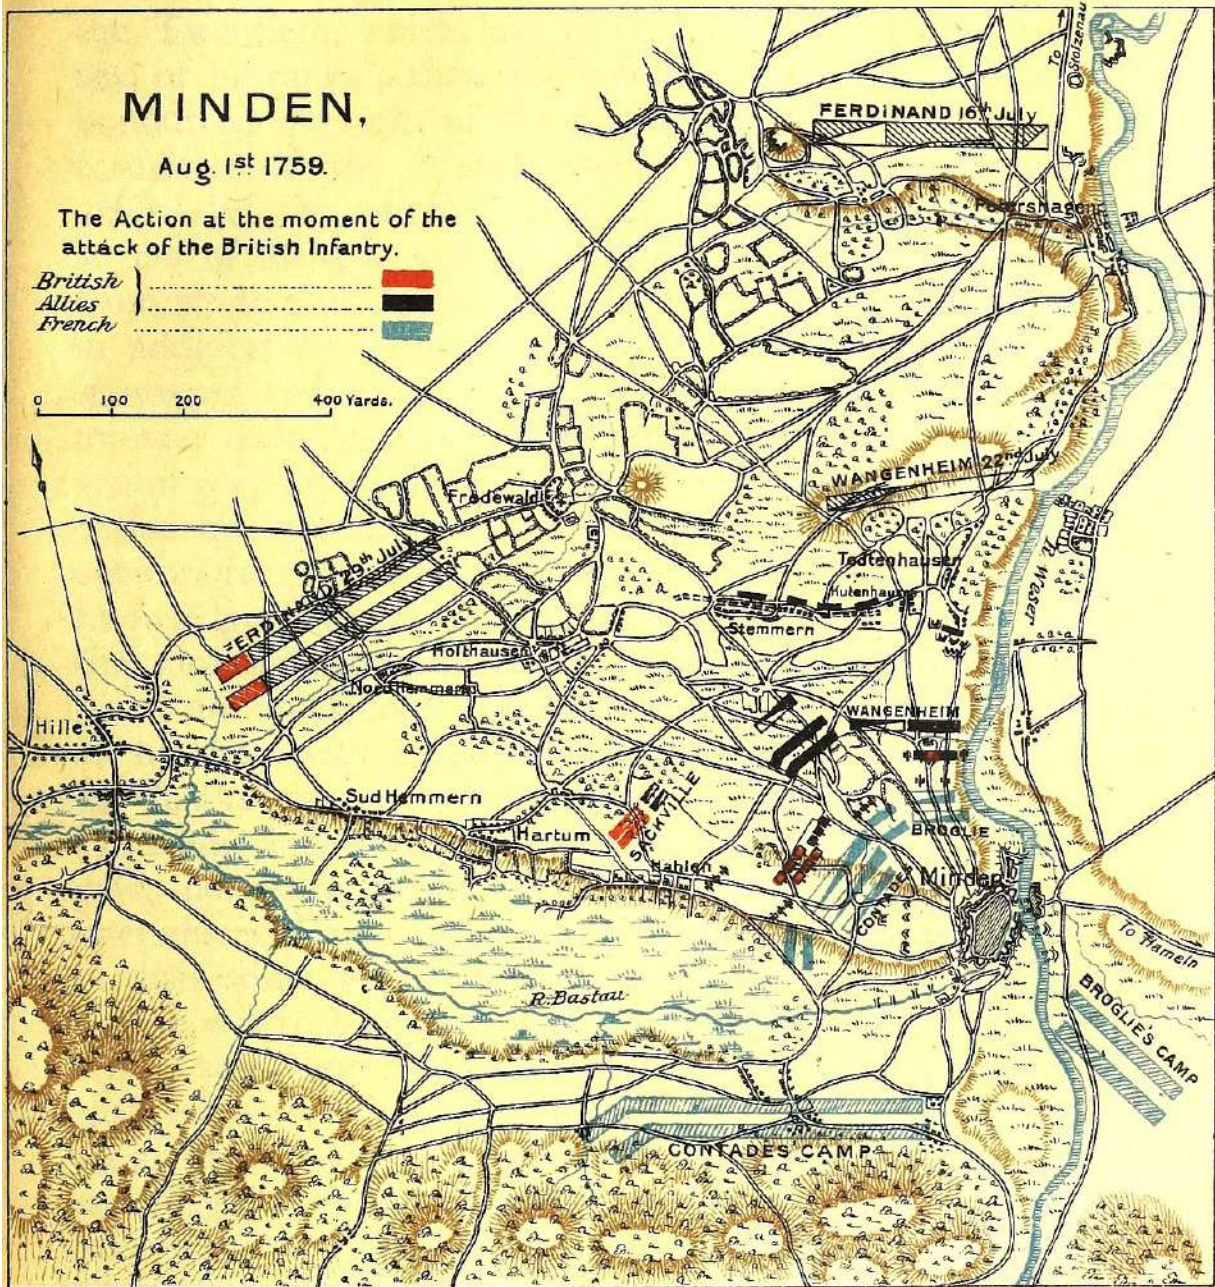 MINDEN,
Aug. 1st 1759.
The Action at the moment of the
attack of the British Infantry.
British
Allies
French
0 100 200 400 Yards.
To Stolzenau
FERDINAND 16th July
Petershagen
WANGENHEIM 22nd July
Frodewald
FERDINAND 29th July
Todtenhausen
Kutenhausen
R. Weser
Stemmern
Holthausen
Nord Hemmern
Hille
WANGENHEIM
Sud Hemmern
Hartum
SACKVILLE
Hahlen
BROGLIE
CONTADES
Minden
To Hameln
R. Bastau
BROGLIE'S CAMP
CONTADES CAMP